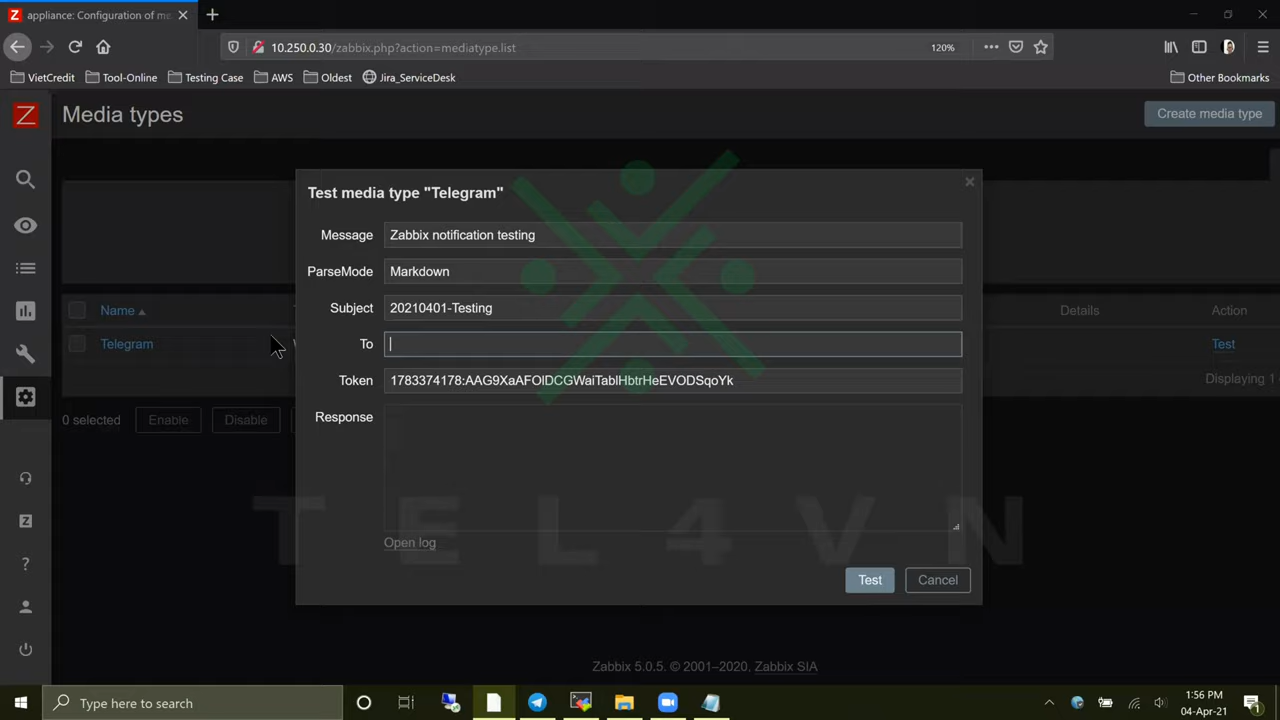 appliance: Configuration of m
10.250.0.30/zabbix.php?action=mediatype.list
120%
VietCredit
Tool-Online
Testing Case
AWS
Oldest
Jira_ServiceDesk
Other Bookmarks
Z
Media types
Create media type
Test media type "Telegram"
Message
Zabbix notification testing
ParseMode
Markdown
Subject
20210401-Testing
To
Token
1783374178:AAG9XaAFOlDCGWaiTablHbtrHeEVODSqoYk
Response
Open log
Test
Cancel
Name
Details
Action
Telegram
Test
Displaying 1
0 selected
Enable
Disable
TEL4VN
Zabbix 5.0.5. © 2001–2020, Zabbix SIA
Type here to search
1:56 PM
04-Apr-21